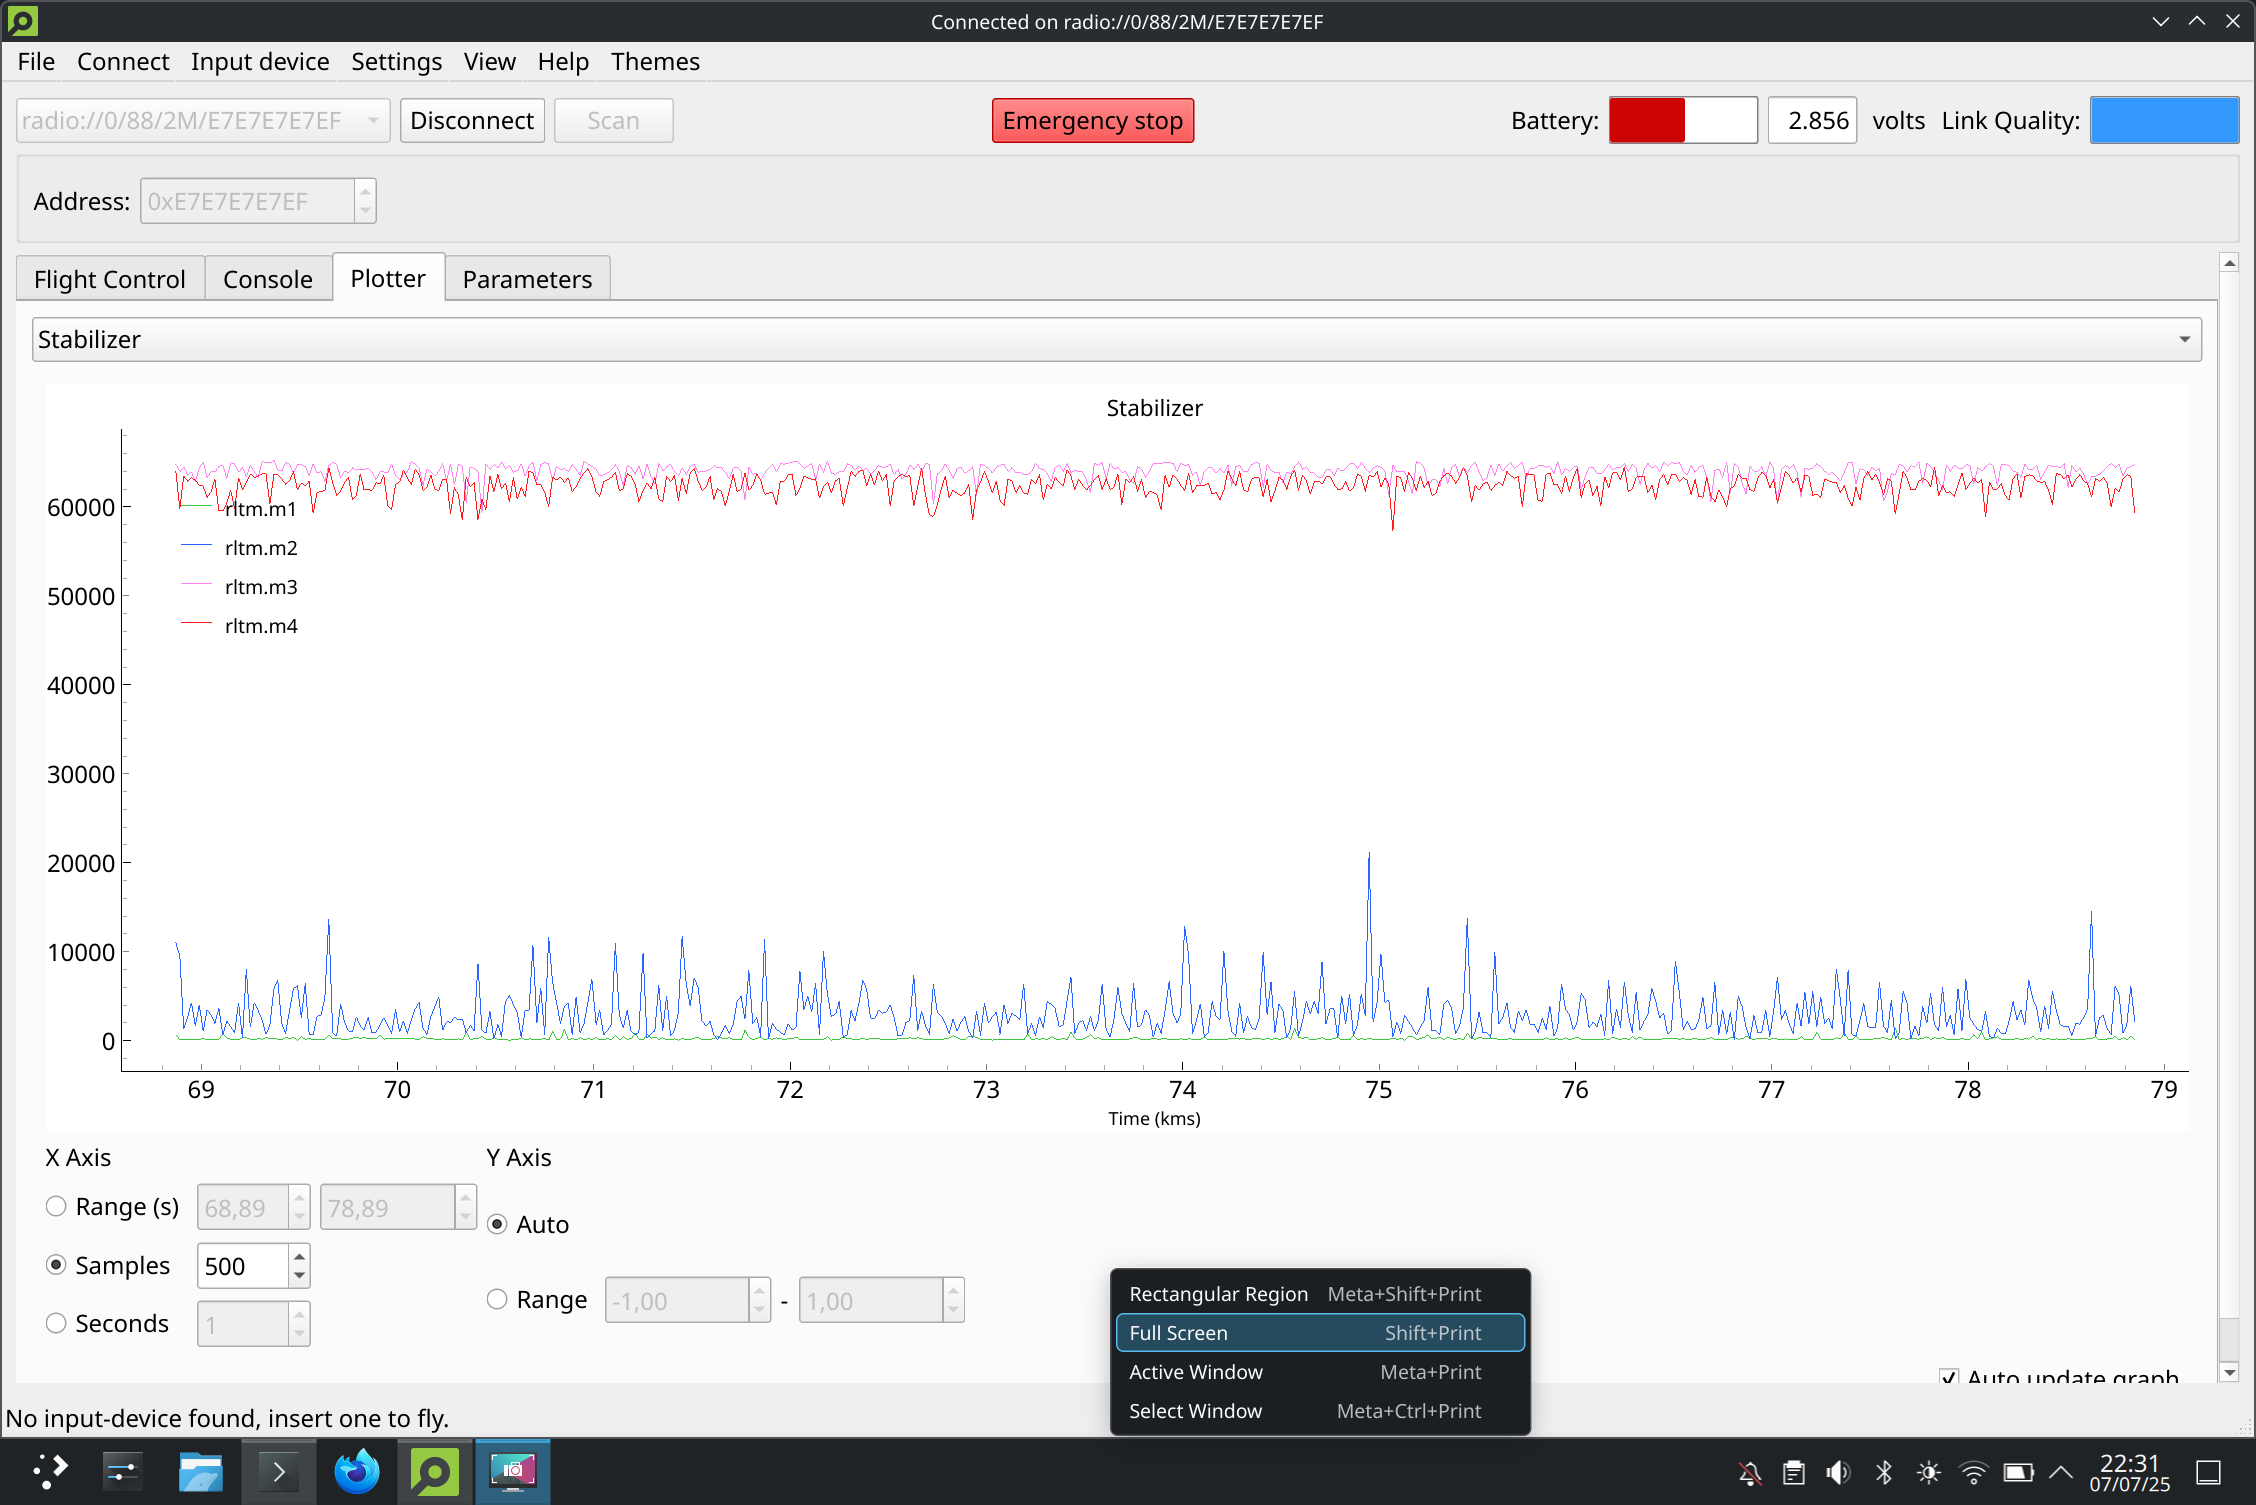 Connected on radio://0/88/2M/E7E7E7E7EF
File Connect Input device Settings View Help Themes
radio://0/88/2M/E7E7E7E7EF Disconnect Scan Emergency stop Battery: 2.856 volts Link Quality:
Address: 0xE7E7E7E7EF
Flight Control Console Plotter Parameters
Stabilizer
Stabilizer
60000
50000
40000
30000
20000
10000
0
rltm.m1
rltm.m2
rltm.m3
rltm.m4
69 70 71 72 73 74 75 76 77 78 79
Time (kms)
X Axis
Range (s) 68,89 78,89
Samples 500
Seconds 1
Y Axis
Auto
Range -1,00 - 1,00
Rectangular Region Meta+Shift+Print
Full Screen Shift+Print
Active Window Meta+Print
Select Window Meta+Ctrl+Print
Auto update graph
No input-device found, insert one to fly.
22:31
07/07/25